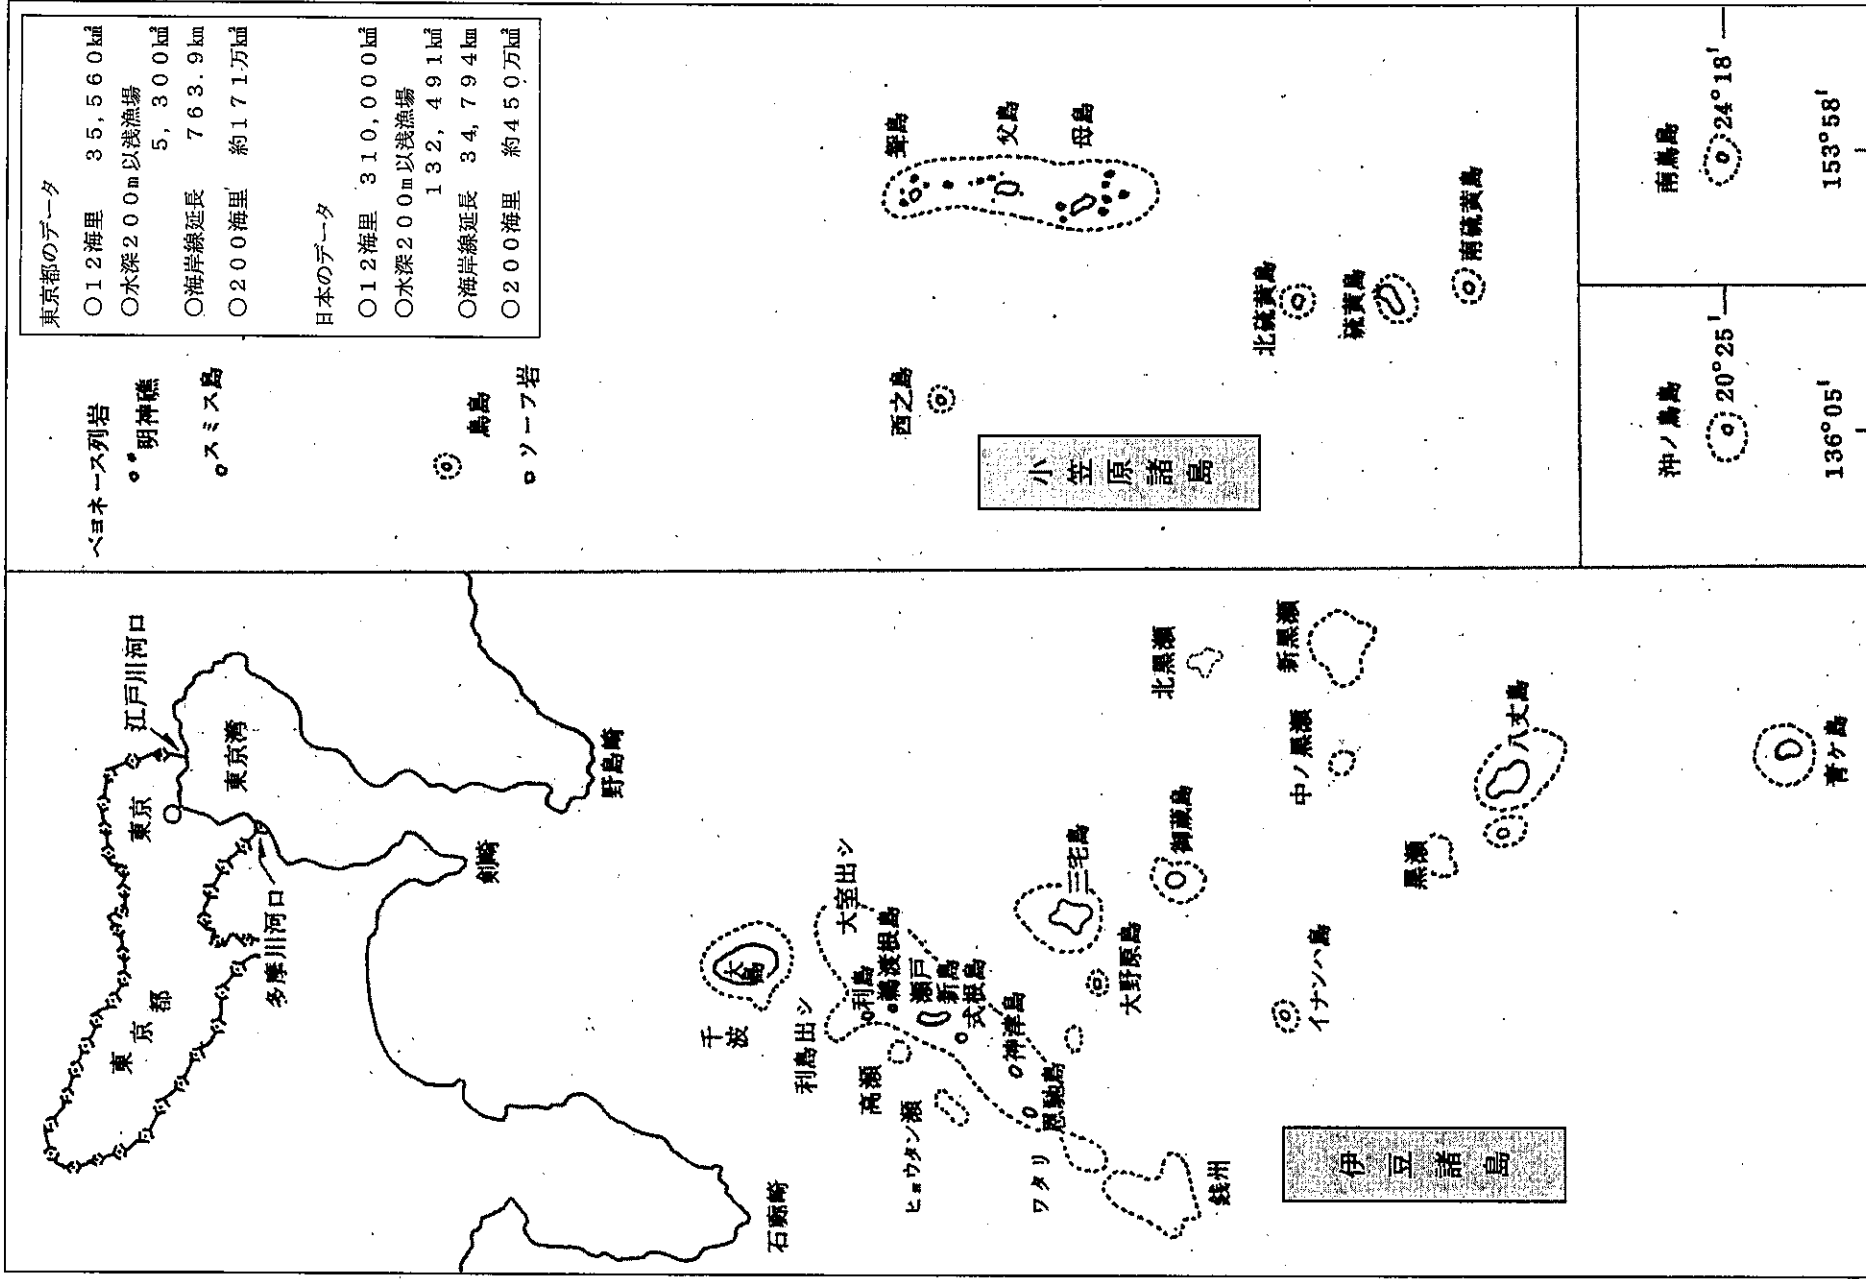 東京都のデータ
○12海里 35,560k㎡
○水深200m以浅漁場
5,300k㎡
○海岸線延長 763.9km
○200海里 約171万k㎡
日本のデータ
○12海里 310,000k㎡
○水深200m以浅漁場
132,491k㎡
○海岸線延長 34,794km
○200海里 約450万k㎡
江戸川河口
東京
東京湾
東京都
多摩川河口
野島崎
剣崎
石廊崎
大島
千波
大室出シ
利島出シ
利島
鵜渡根島
瀬戸
新島
式根島
高瀬
ヒョウタン瀬
神津島
恩馳島
ワタリ
銭州
三宅島
大野原島
御蔵島
イナンハ島
北黒瀬
新黒瀬
中ノ黒瀬
黒瀬
八丈島
青ケ島
伊豆諸島
ベヨネース列岩
明神礁
スミス島
鳥島
ソーフ岩
西之島
小笠原諸島
聟島
父島
母島
北硫黄島
硫黄島
南硫黄島
沖ノ鳥島
20°25'
136°05'
南鳥島
24°18'
153°58'